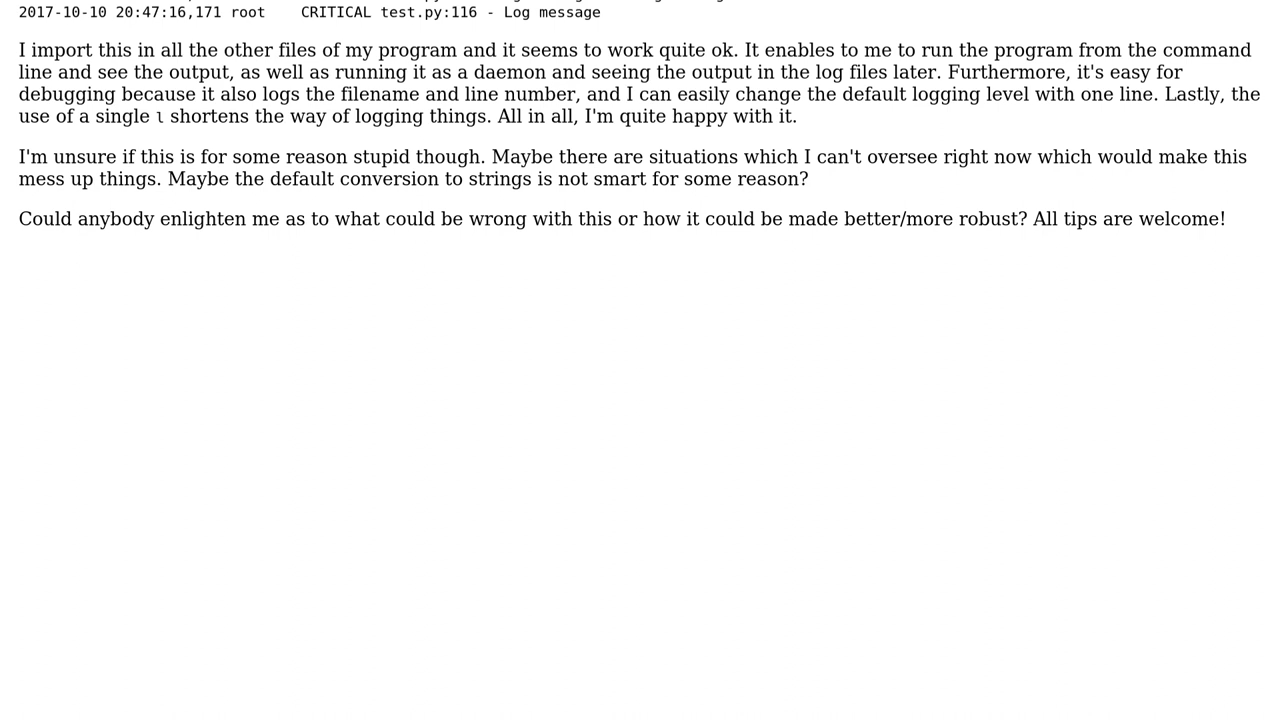 2017-10-10 20:47:16,171 root    CRITICAL test.py:116 - Log message
I import this in all the other files of my program and it seems to work quite ok. It enables to me to run the program from the command
line and see the output, as well as running it as a daemon and seeing the output in the log files later. Furthermore, it's easy for
debugging because it also logs the filename and line number, and I can easily change the default logging level with one line. Lastly, the
use of a single l shortens the way of logging things. All in all, I'm quite happy with it.
I'm unsure if this is for some reason stupid though. Maybe there are situations which I can't oversee right now which would make this
mess up things. Maybe the default conversion to strings is not smart for some reason?
Could anybody enlighten me as to what could be wrong with this or how it could be made better/more robust? All tips are welcome!